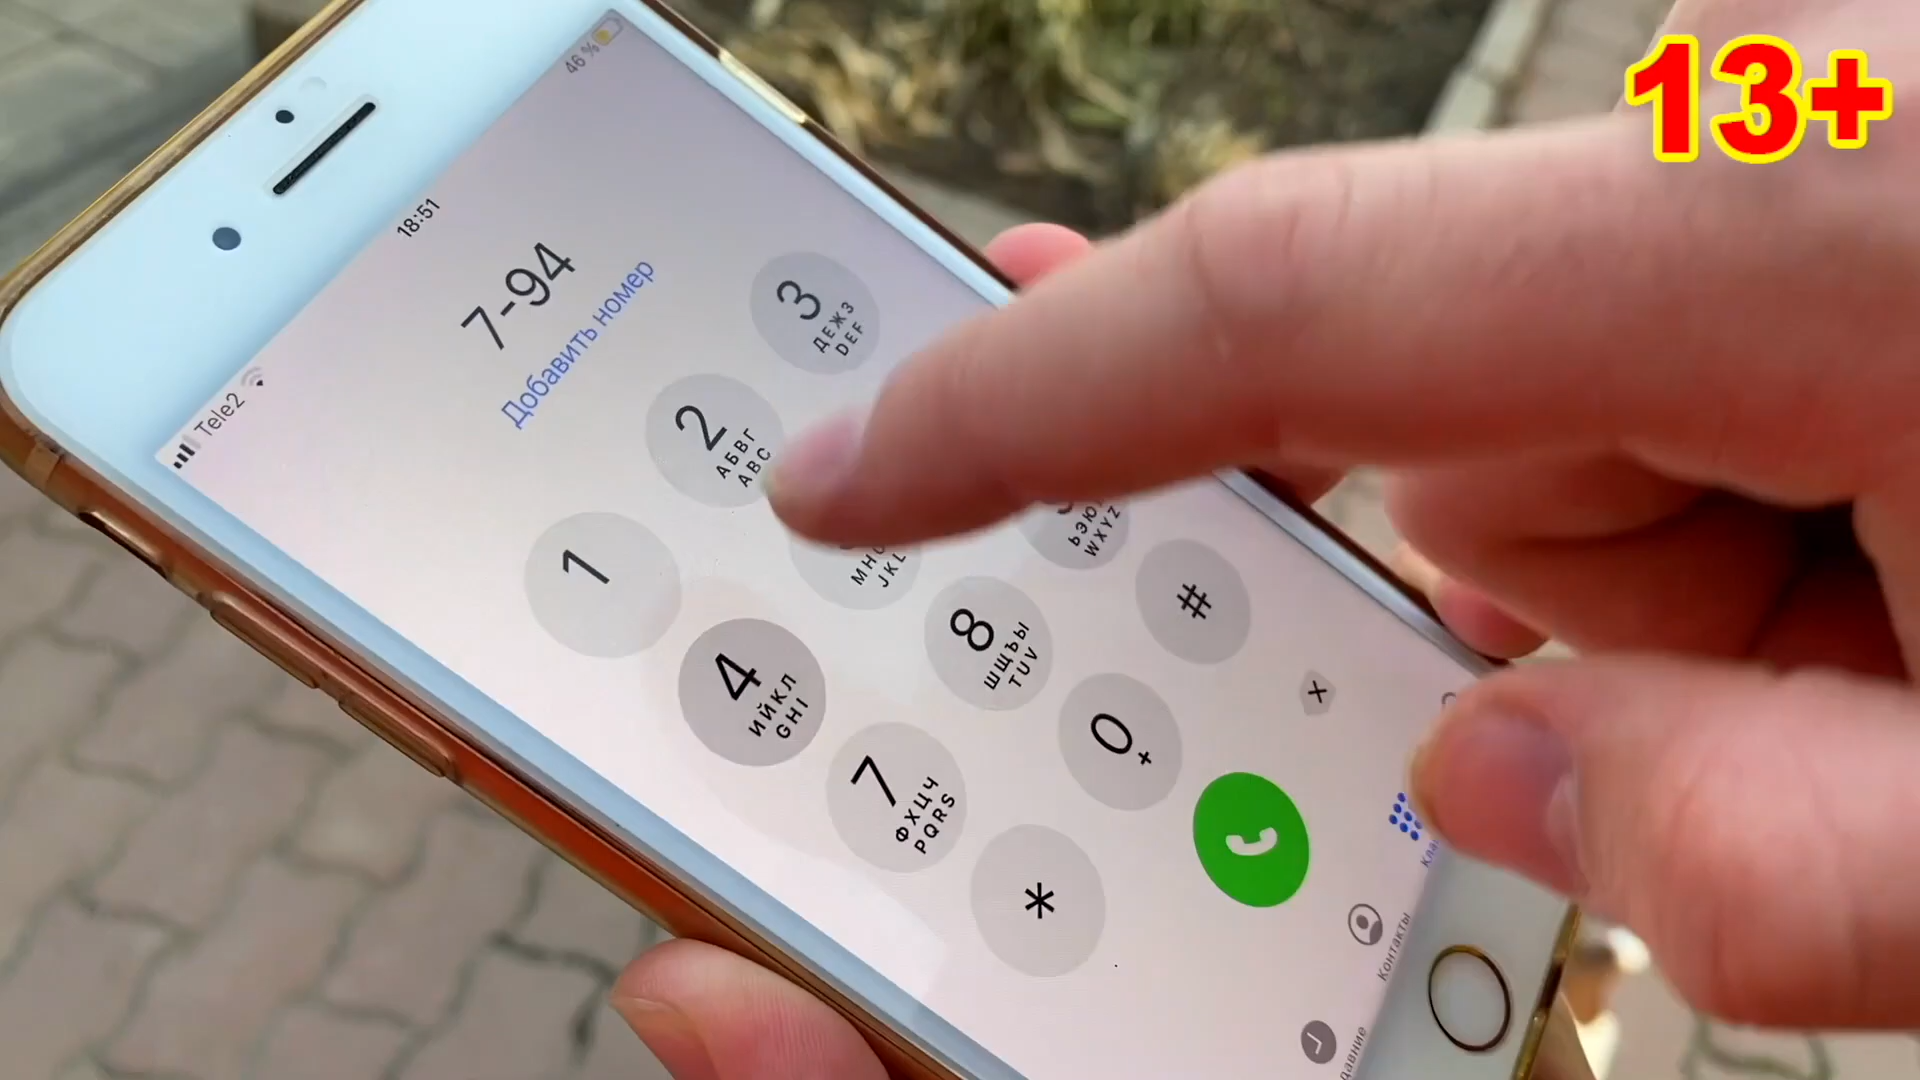 13+
46 %
18:51
Tele2
7-94
Добавить номер
1
2
АБВГ
ABC
3
ДЕЖЗ
DEF
4
ИЙКЛ
GHI
JKL
7
ФХЦЧ
PQRS
8
ШЩЪЫ
TUV
WXYZ
*
0
+
#
Контакты